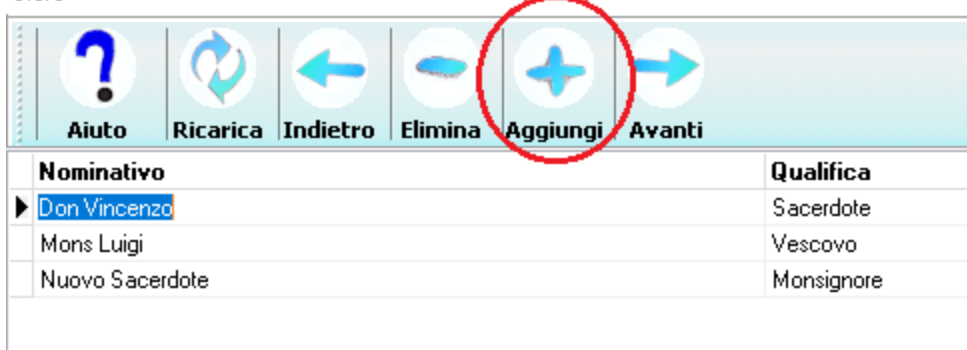 Aiuto Ricarica Indietro Elimina Aggiungi Avanti
Nominativo Qualifica
Don Vincenzo Sacerdote
Mons Luigi Vescovo
Nuovo Sacerdote Monsignore